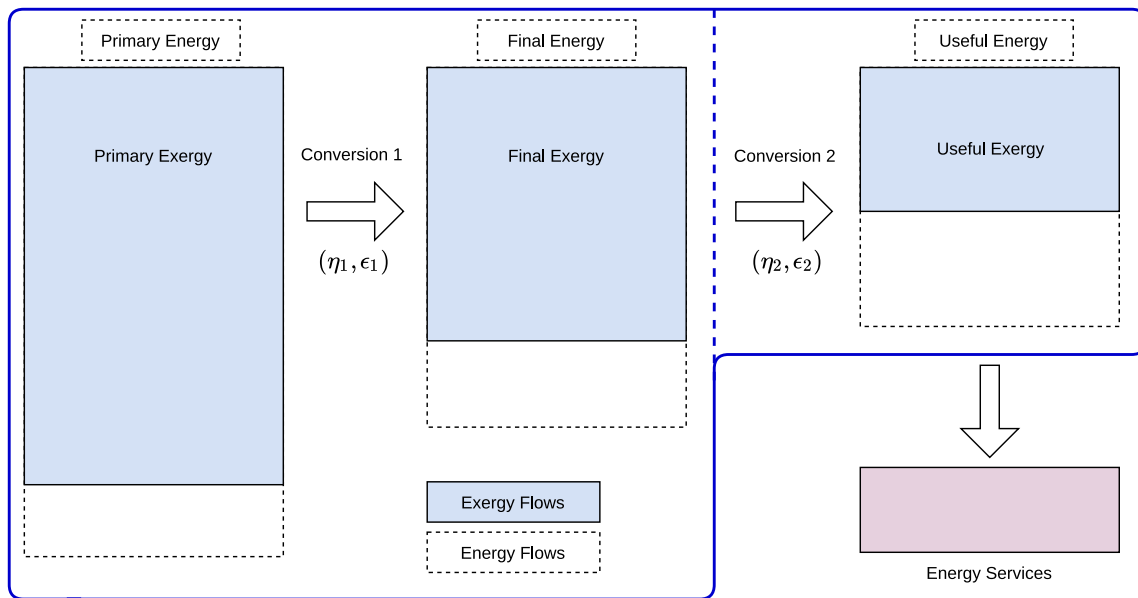 Primary Energy
Final Energy
Useful Energy
Primary Exergy
Conversion 1
Final Exergy
Conversion 2
Useful Exergy
(η₁, ϵ₁)
(η₂, ϵ₂)
Exergy Flows
Energy Flows
Energy Services